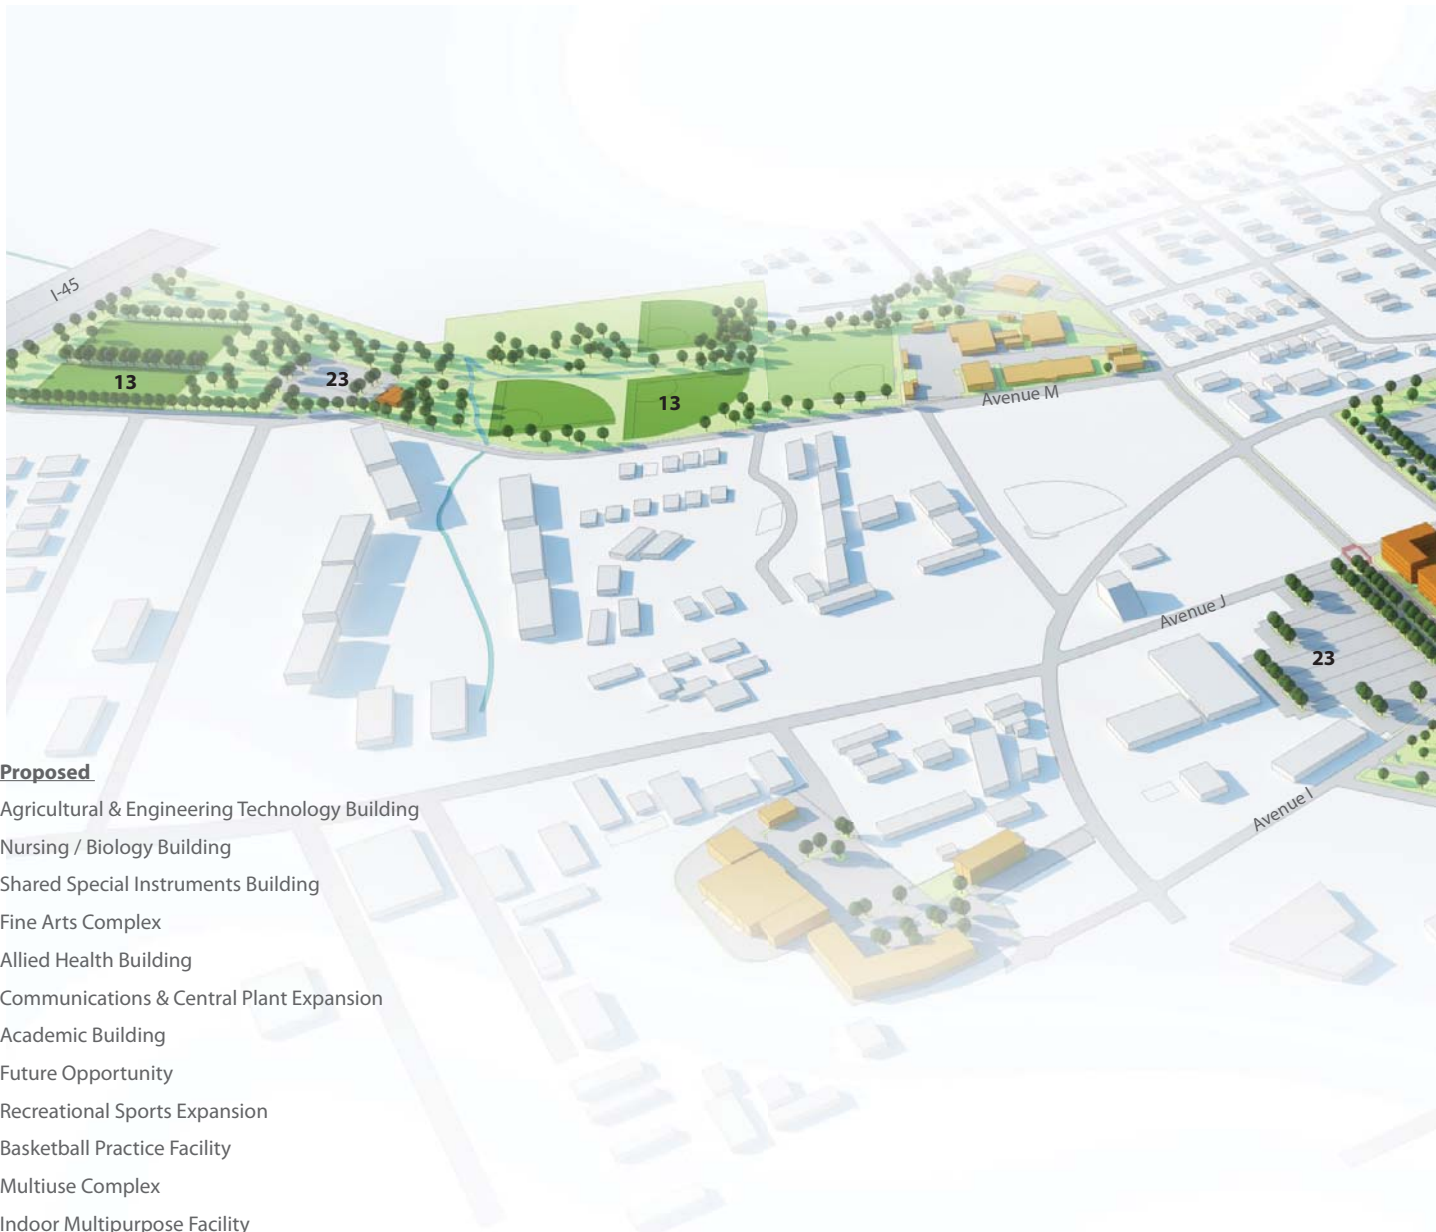 I-45
13
23
13
Avenue M
Avenue J
23
Avenue I
Proposed
Agricultural & Engineering Technology Building
Nursing / Biology Building
Shared Special Instruments Building
Fine Arts Complex
Allied Health Building
Communications & Central Plant Expansion
Academic Building
Future Opportunity
Recreational Sports Expansion
Basketball Practice Facility
Multiuse Complex
Indoor Multipurpose Facility